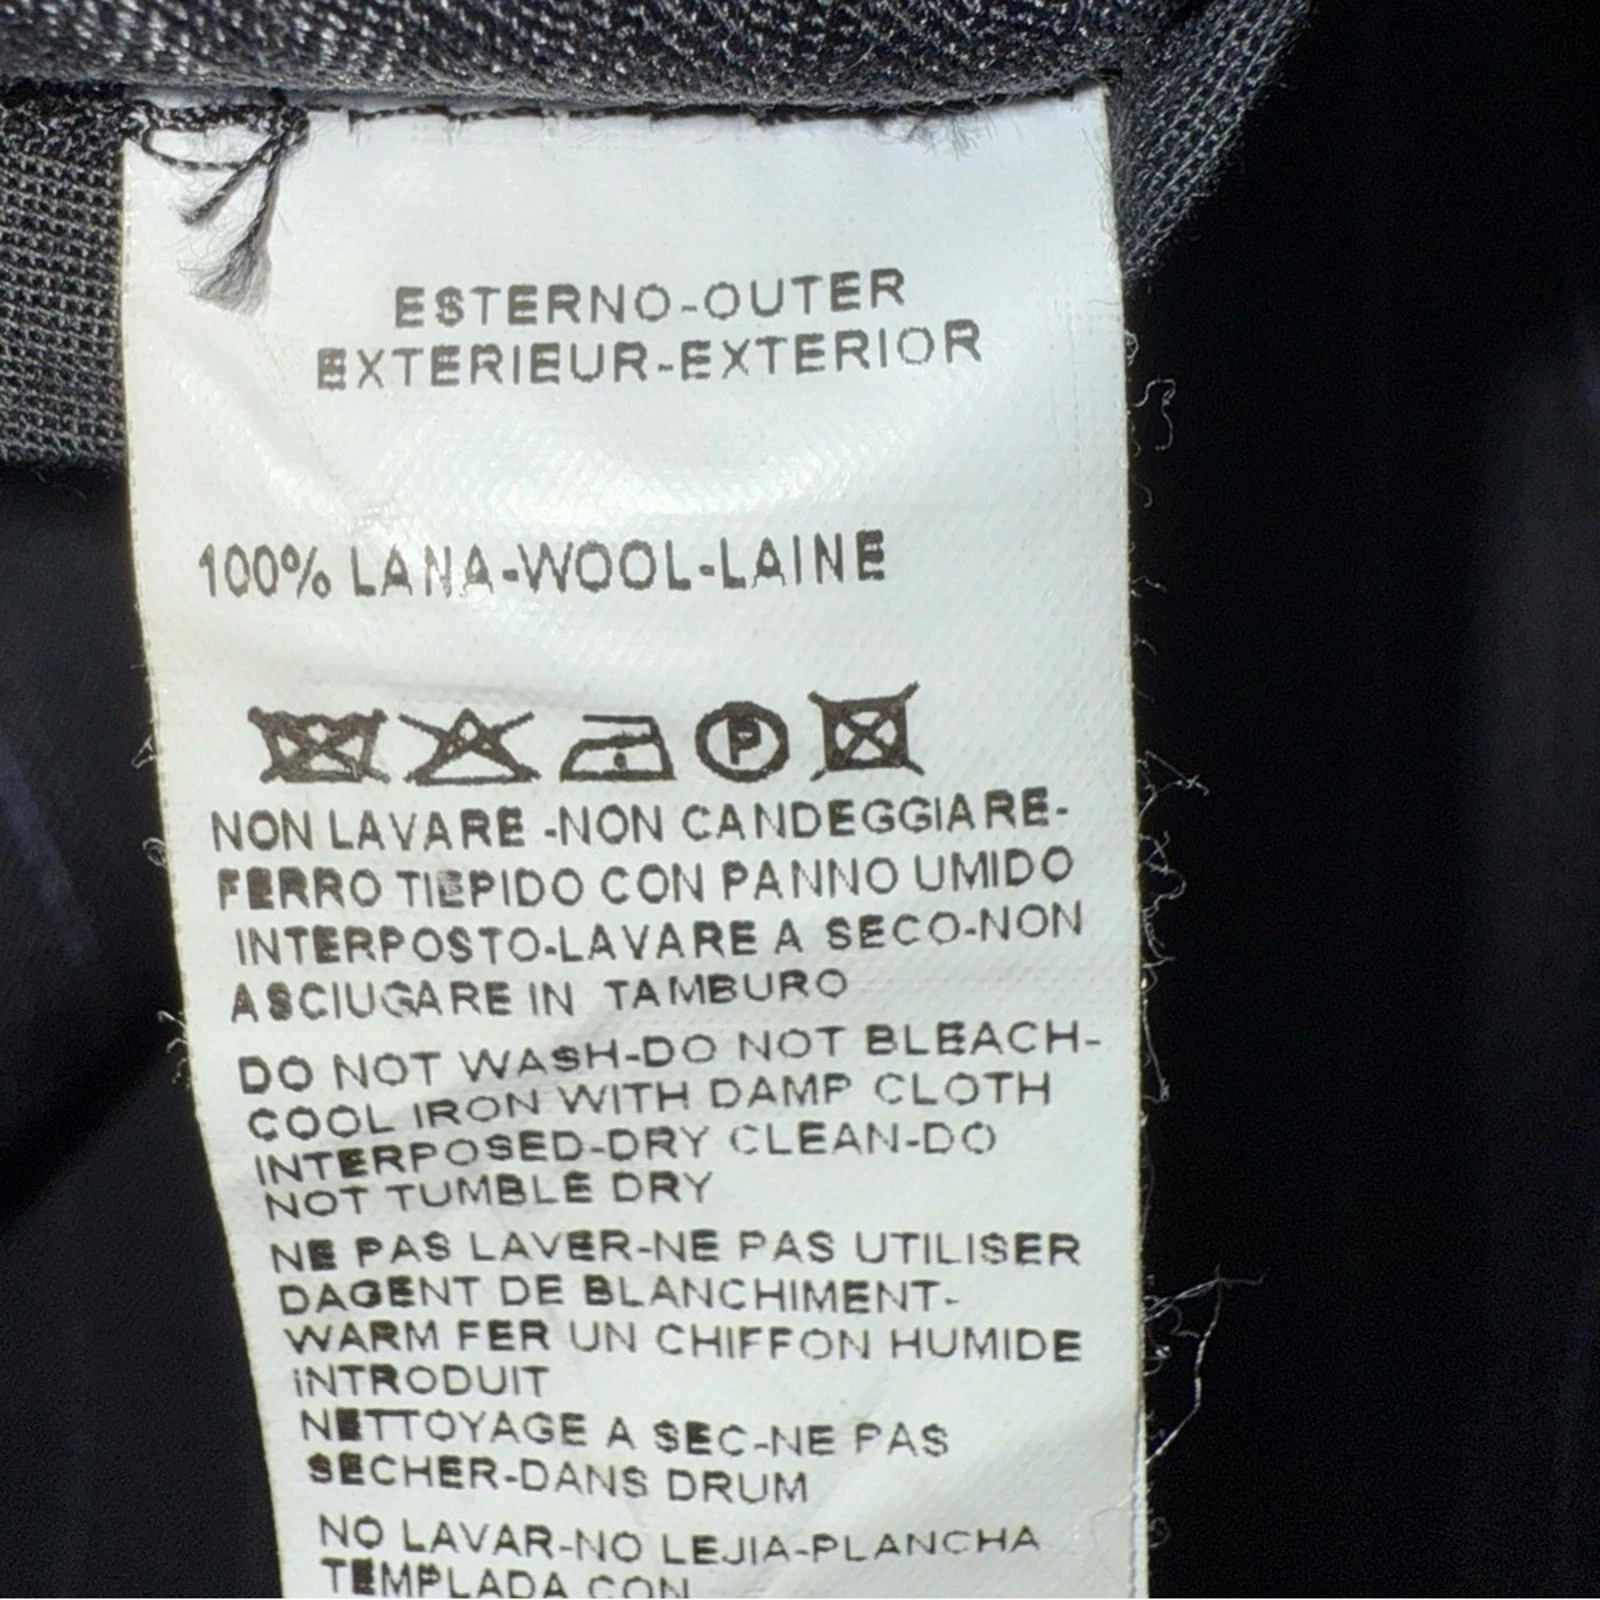 ESTERNO-OUTER
EXTERIEUR-EXTERIOR
100% LANA-WOOL-LAINE
P
NON LAVARE -NON CANDEGGIARE-
FERRO TIEPIDO CON PANNO UMIDO
INTERPOSTO-LAVARE A SECO-NON
ASCIUGARE IN TAMBURO
DO NOT WASH-DO NOT BLEACH-
COOL IRON WITH DAMP CLOTH
INTERPOSED-DRY CLEAN-DO
NOT TUMBLE DRY
NE PAS LAVER-NE PAS UTILISER
DAGENT DE BLANCHIMENT-
WARM FER UN CHIFFON HUMIDE
INTRODUIT
NETTOYAGE A SEC-NE PAS
SECHER-DANS DRUM
NO LAVAR-NO LEJIA-PLANCHA
TEMPLADA CON